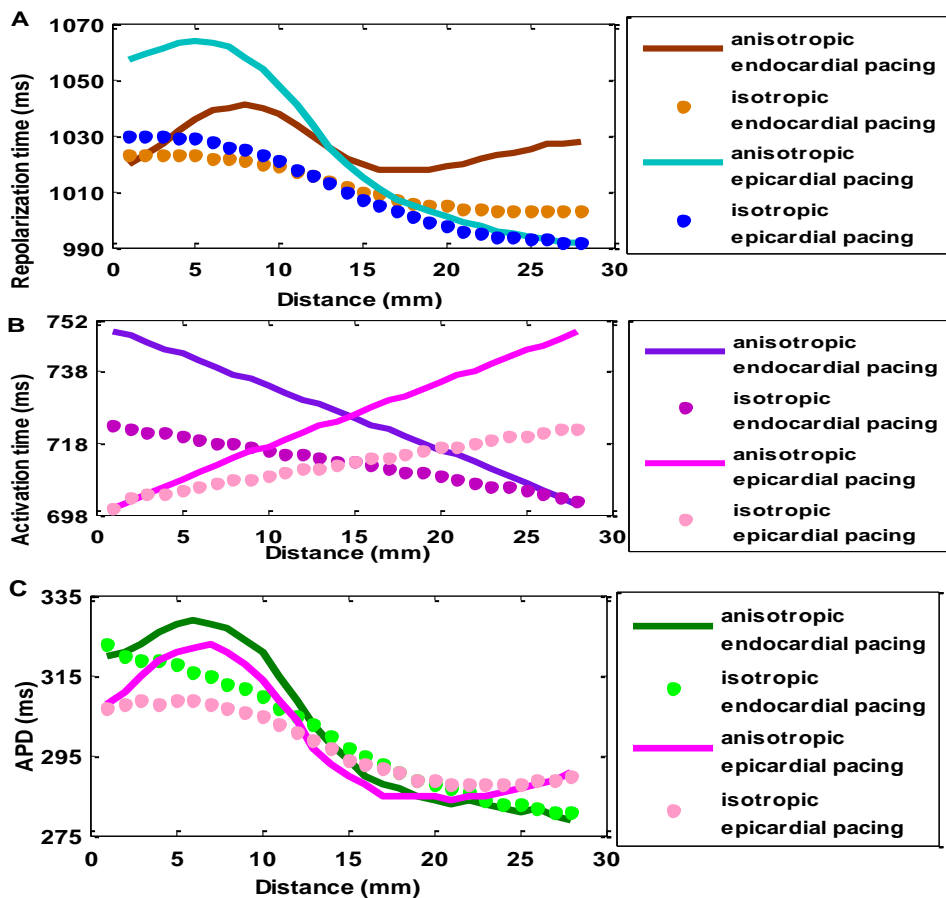 A
Repolarization time (ms)
1070
1050
1030
1010
990
0 5 10 15 20 25 30
Distance (mm)
anisotropic
endocardial pacing
isotropic
endocardial pacing
anisotropic
epicardial pacing
isotropic
epicardial pacing
B
Activation time (ms)
752
738
718
698
0 5 10 15 20 25 30
Distance (mm)
anisotropic
endocardial pacing
isotropic
endocardial pacing
anisotropic
epicardial pacing
isotropic
epicardial pacing
C
APD (ms)
335
315
295
275
0 5 10 15 20 25 30
Distance (mm)
anisotropic
endocardial pacing
isotropic
endocardial pacing
anisotropic
epicardial pacing
isotropic
epicardial pacing